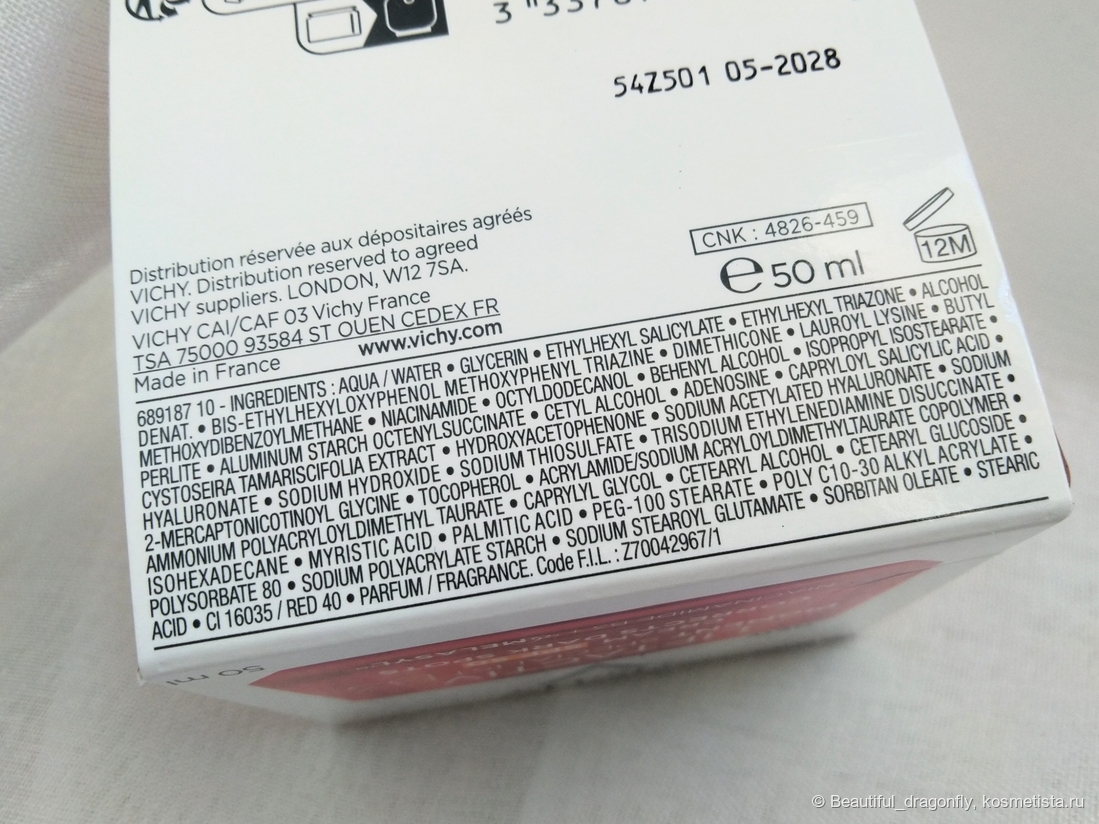 54Z501 05-2028
Distribution réservée aux dépositaires agréés
VICHY. Distribution reserved to agreed
VICHY suppliers. LONDON, W12 7SA.
VICHY CAI/CAF 03 Vichy France
TSA 75000 93584 ST OUEN CEDEX FR
Made in France
www.vichy.com
CNK : 4826-459
e 50 ml
12M
689187 10 - INGREDIENTS : AQUA / WATER • GLYCERIN • ETHYLHEXYL SALICYLATE • ETHYLHEXYL TRIAZONE • ALCOHOL
DENAT. • BIS-ETHYLHEXYLOXYPHENOL METHOXYPHENYL TRIAZINE • DIMETHICONE • LAUROYL LYSINE • BUTYL
METHOXYDIBENZOYLMETHANE • NIACINAMIDE • OCTYLDODECANOL • BEHENYL ALCOHOL • ISOPROPYL ISOSTEARATE •
PERLITE • ALUMINUM STARCH OCTENYLSUCCINATE • CETYL ALCOHOL • ADENOSINE • CAPRYLOYL SALICYLIC ACID •
CYSTOSEIRA TAMARISCIFOLIA EXTRACT • HYDROXYACETOPHENONE • SODIUM ACETYLATED HYALURONATE • SODIUM
HYALURONATE • SODIUM HYDROXIDE • SODIUM THIOSULFATE • TRISODIUM ETHYLENEDIAMINE DISUCCINATE •
2-MERCAPTONICOTINOYL GLYCINE • TOCOPHEROL • ACRYLAMIDE/SODIUM ACRYLOYLDIMETHYLTAURATE COPOLYMER •
AMMONIUM POLYACRYLOYLDIMETHYL TAURATE • CAPRYLYL GLYCOL • CETEARYL ALCOHOL • CETEARYL GLUCOSIDE •
ISOHEXADECANE • MYRISTIC ACID • PALMITIC ACID • PEG-100 STEARATE • POLY C10-30 ALKYL ACRYLATE •
POLYSORBATE 80 • SODIUM POLYACRYLATE STARCH • SODIUM STEAROYL GLUTAMATE • SORBITAN OLEATE • STEARIC
ACID • CI 16035 / RED 40 • PARFUM / FRAGRANCE. Code F.I.L. : Z70042967/1
50 ml
© Beautiful_dragonfly, kosmetista.ru